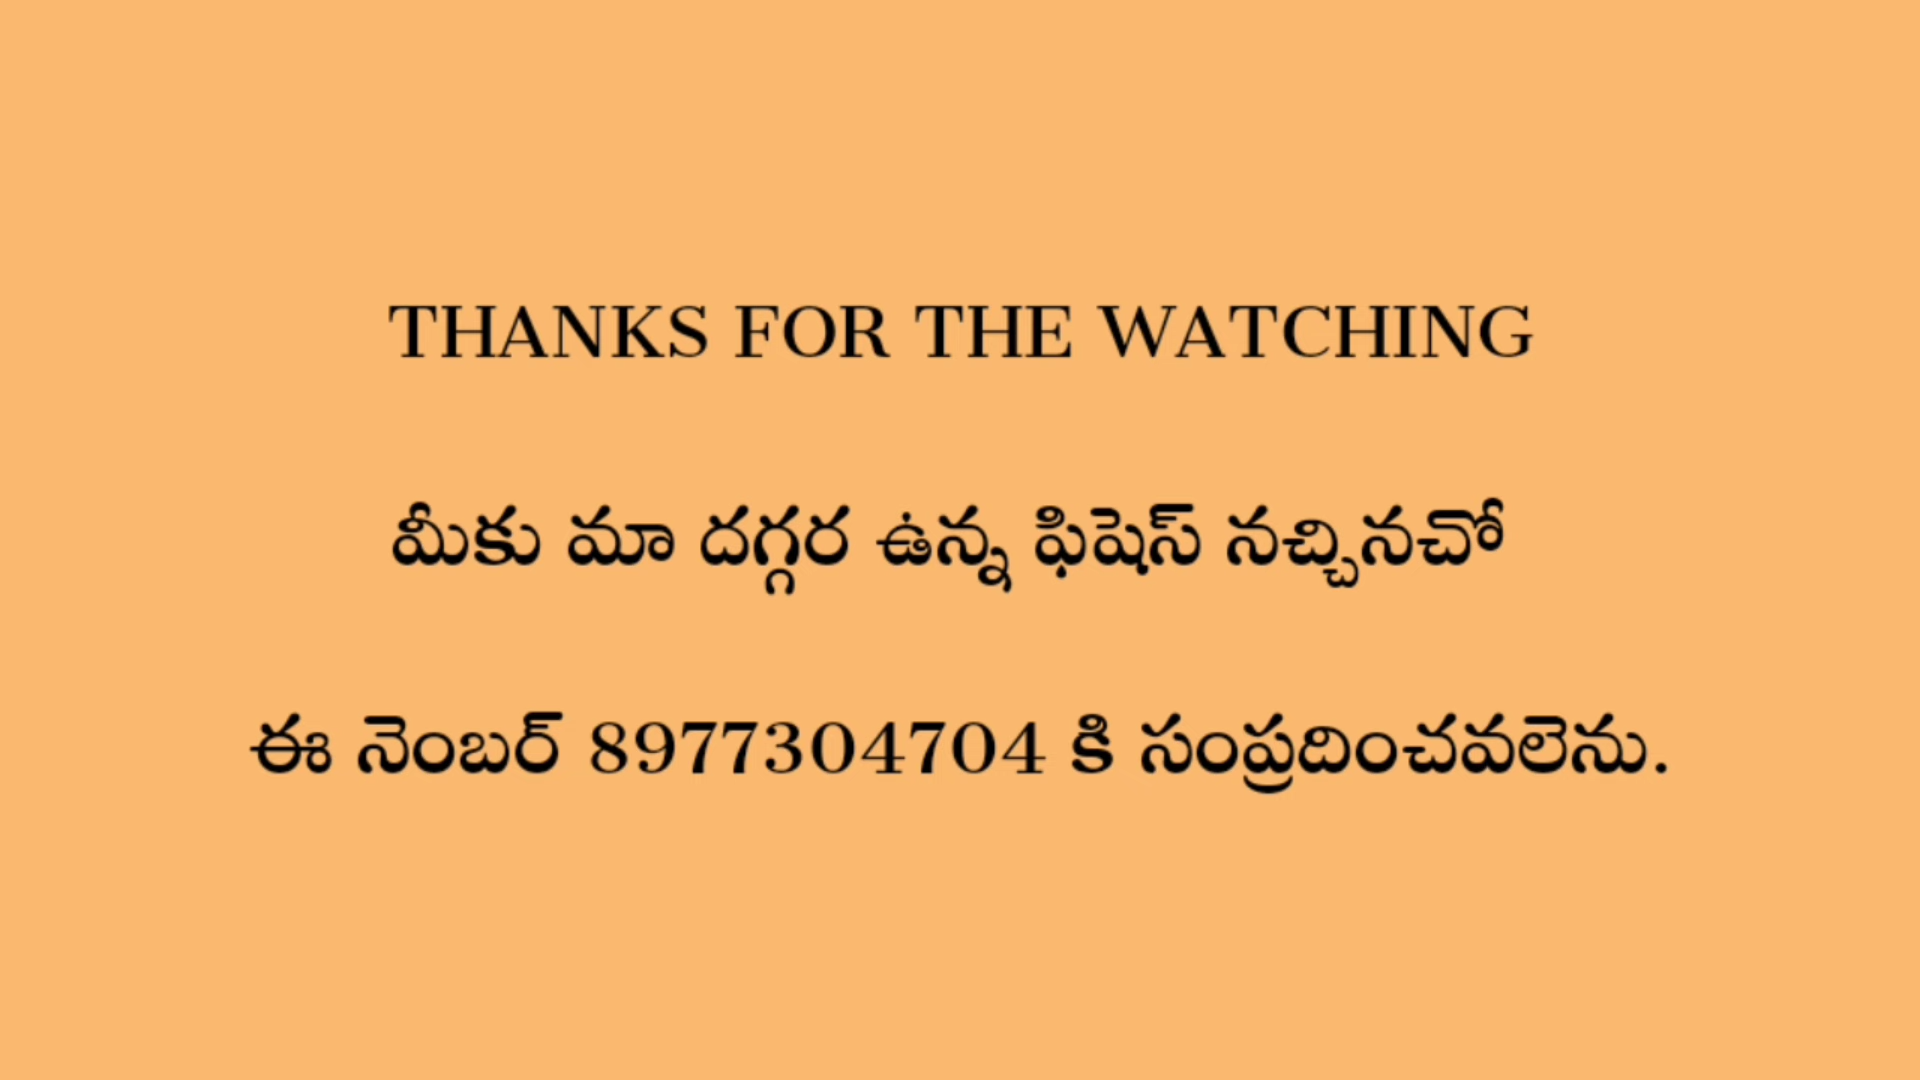 THANKS FOR THE WATCHING
మీకు మా దగ్గర ఉన్న ఫిషెస్ నచ్చినచో
ఈ నెంబర్ 8977304704 కి సంప్రదించవలెను.